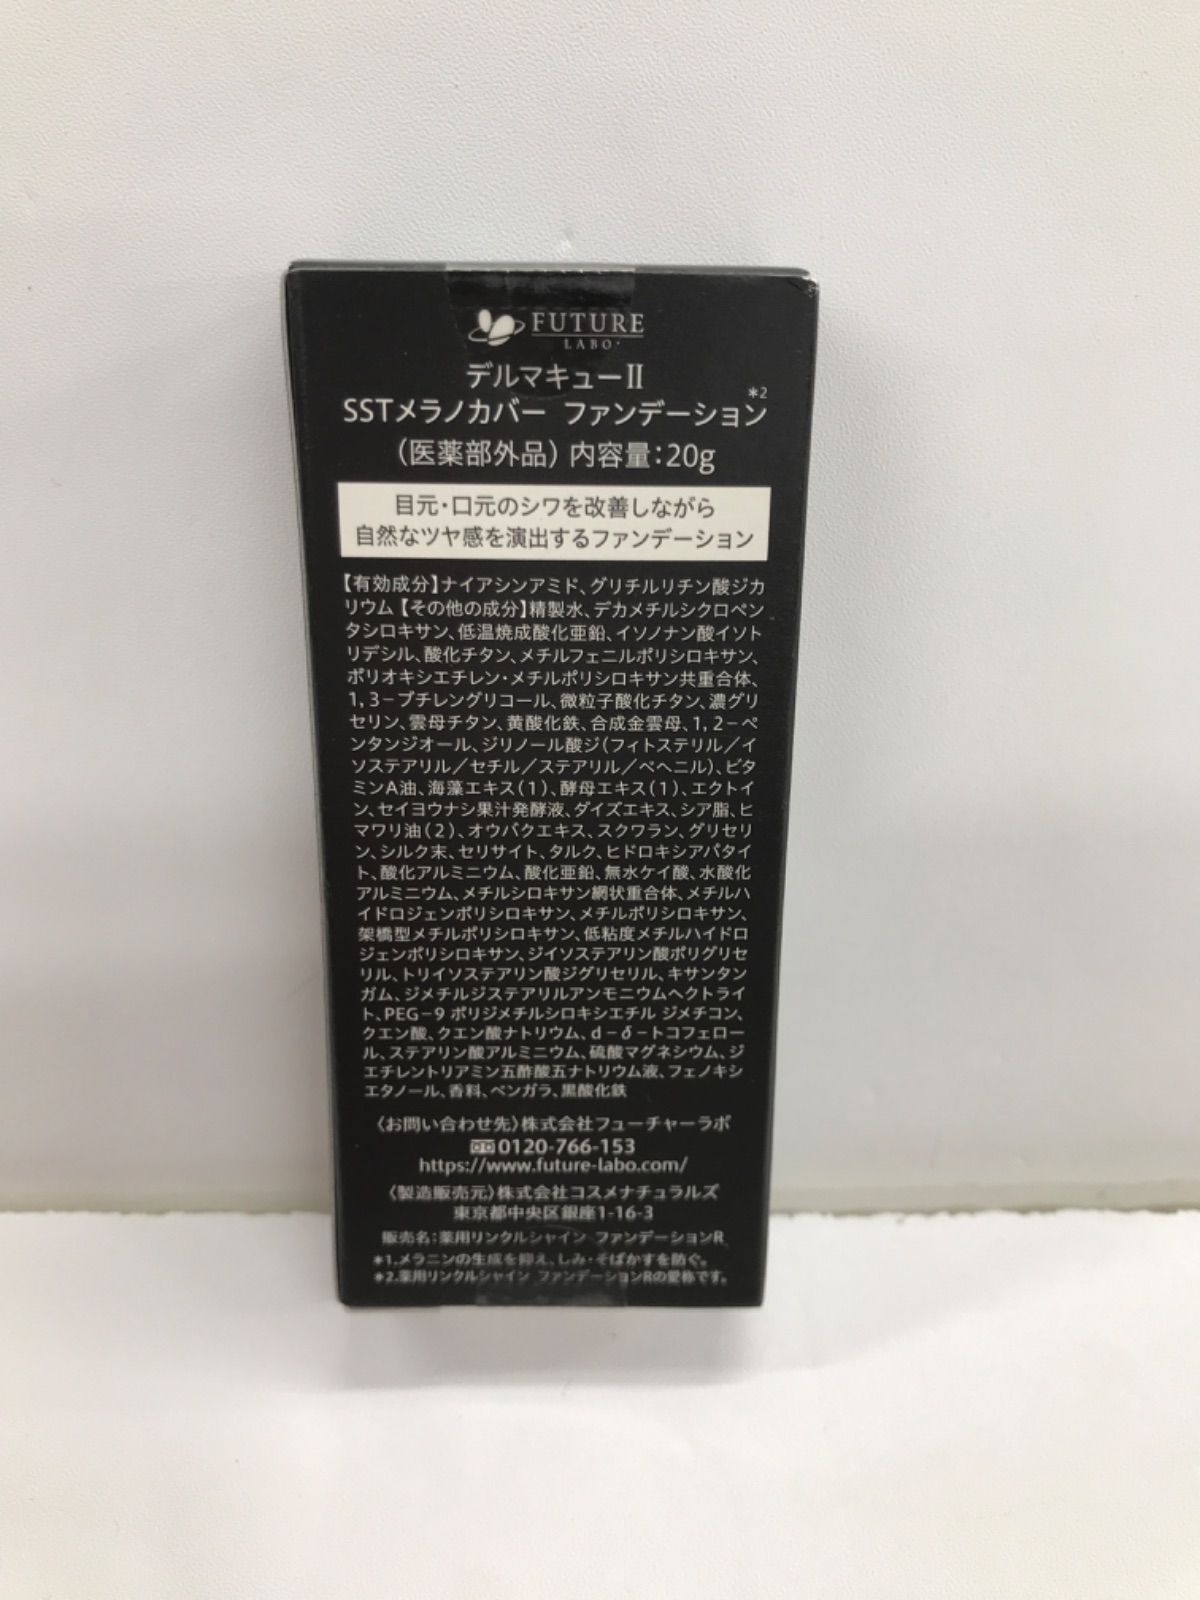 FUTURE
LABO
デルマキューⅡ
SSTメラノカバー ファンデーション*2
(医薬部外品) 内容量:20g
目元・口元のシワを改善しながら
自然なツヤ感を演出するファンデーション
【有効成分】ナイアシンアミド、グリチルリチン酸ジカ
リウム【その他の成分】精製水、デカメチルシクロペン
タシロキサン、低温焼成酸化亜鉛、イソノナン酸イソト
リデシル、酸化チタン、メチルフェニルポリシロキサン、
ポリオキシエチレン・メチルポリシロキサン共重合体、
1,3-ブチレングリコール、微粒子酸化チタン、濃グリ
セリン、雲母チタン、黄酸化鉄、合成金雲母、1,2-ペ
ンタンジオール、ジリノール酸ジ(フィトステリル/イ
ソステアリル/セチル/ステアリル/ベヘニル)、ビタ
ミンA油、海藻エキス(1)、酵母エキス(1)、エクトイ
ン、セイヨウナシ果汁発酵液、ダイズエキス、シア脂、ヒ
マワリ油(2)、オウバクエキス、スクワラン、グリセリ
ン、シルク末、セリサイト、タルク、ヒドロキシアパタイ
ト、酸化アルミニウム、酸化亜鉛、無水ケイ酸、水酸化
アルミニウム、メチルシロキサン網状重合体、メチルハ
イドロジェンポリシロキサン、メチルポリシロキサン、
架橋型メチルポリシロキサン、低粘度メチルハイドロ
ジェンポリシロキサン、ジイソステアリン酸ポリグリセ
リル、トリイソステアリン酸ジグリセリル、キサンタン
ガム、ジメチルジステアリルアンモニウムヘクトライ
ト、PEG-9 ポリジメチルシロキシエチル ジメチコン、
クエン酸、クエン酸ナトリウム、d-δ-トコフェロー
ル、ステアリン酸アルミニウム、硫酸マグネシウム、ジ
エチレントリアミン五酢酸五ナトリウム液、フェノキシ
エタノール、香料、ベンガラ、黒酸化鉄
〈お問い合わせ先〉株式会社フューチャーラボ
0120-766-153
https://www.future-labo.com/
〈製造販売元〉株式会社コスメナチュラルズ
東京都中央区銀座1-16-3
販売名:薬用リンクルシャイン ファンデーションR
*1.メラニンの生成を抑え、しみ・そばかすを防ぐ。
*2.薬用リンクルシャイン ファンデーションRの愛称です。